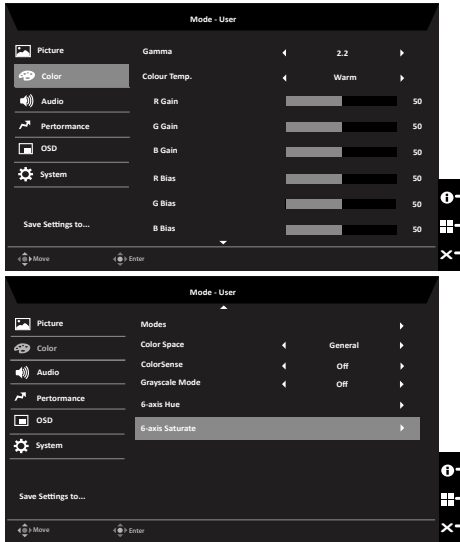 Mode - User
Picture
Gamma 2.2
Color
Colour Temp. Warm
Audio
R Gain 50
Pertormance
G Gain 50
OSD
B Gain 50
System
R Bias 50
G Bias 50
Save Settings to...
B Bias 50
Move Enter
Mode - User
Picture
Modes
Color
Color Space General
Audio
ColorSense Off
Grayscale Mode Off
Pertormance
6-axis Hue
OSD
6-axis Saturate
System
Save Settings to...
Move Enter